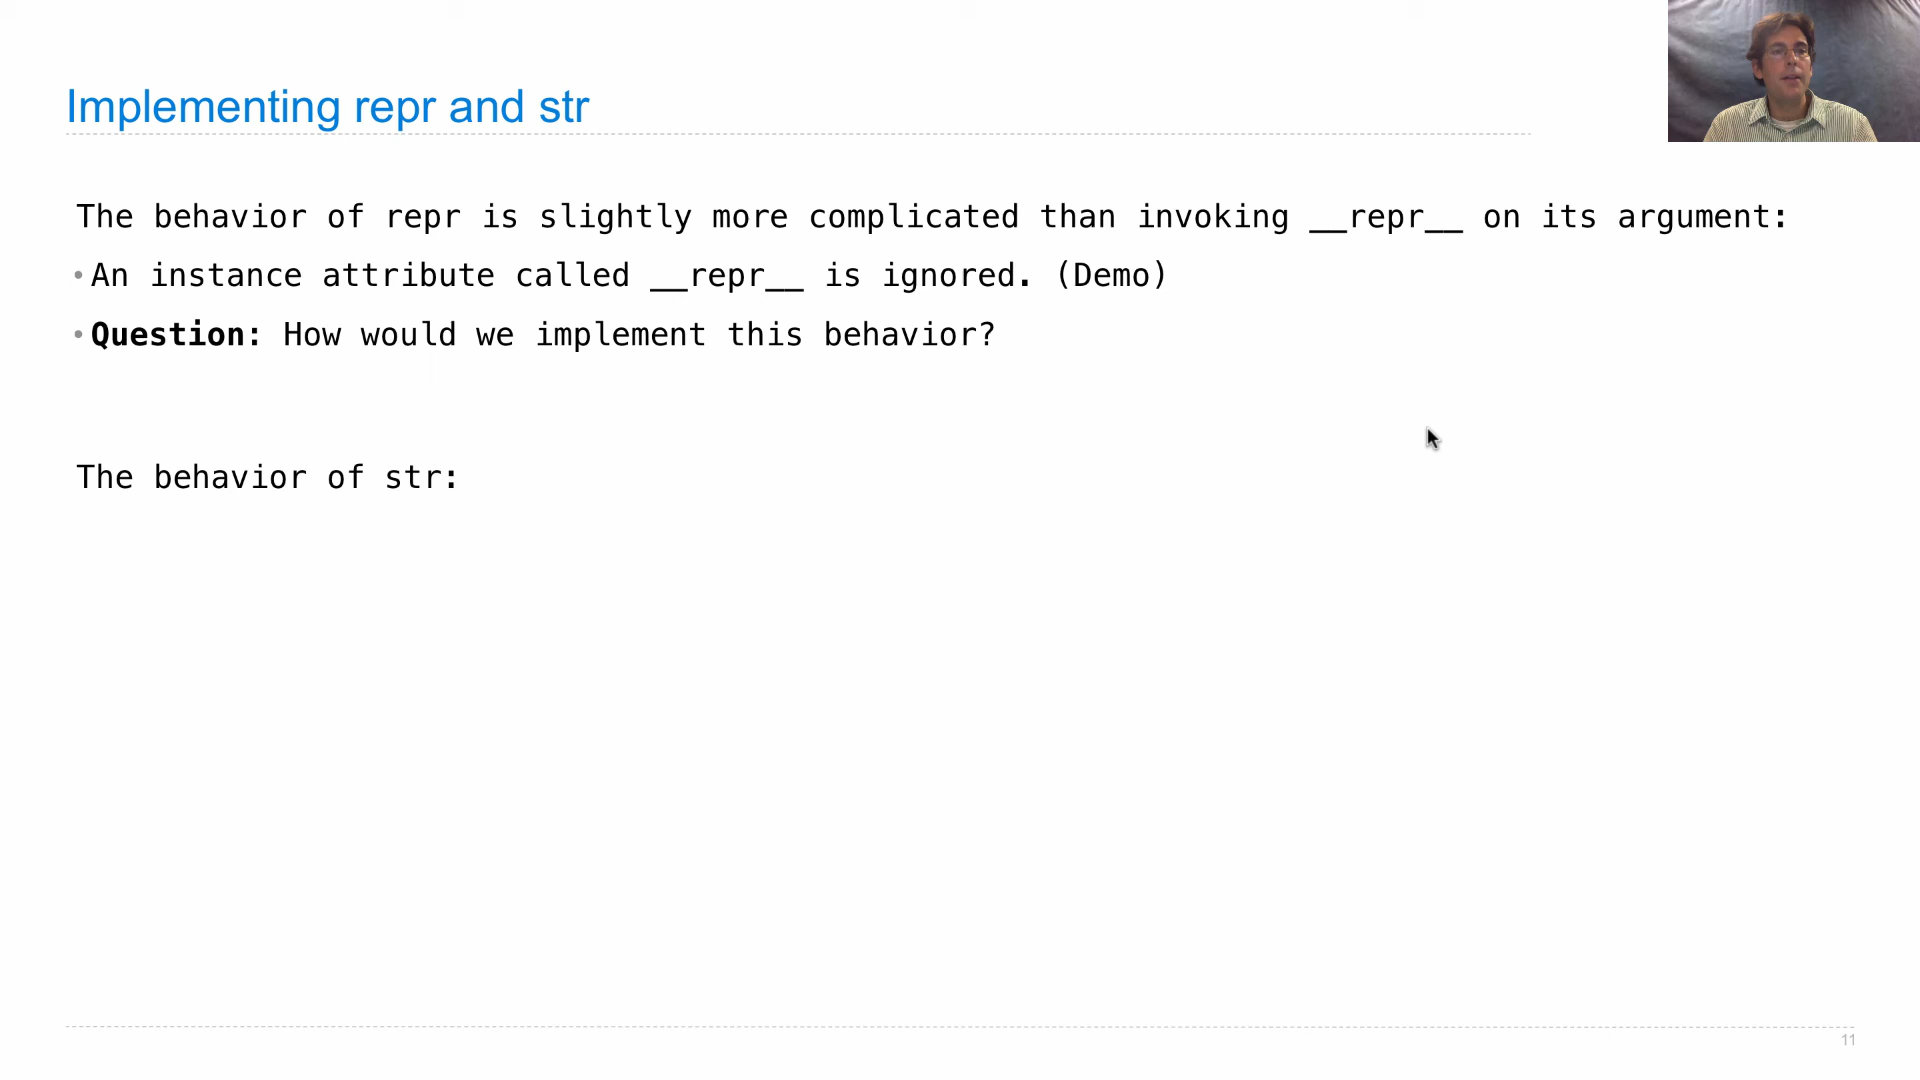 Implementing repr and str
The behavior of repr is slightly more complicated than invoking __repr__ on its argument:
• An instance attribute called __repr__ is ignored. (Demo)
• Question: How would we implement this behavior?
The behavior of str:
11